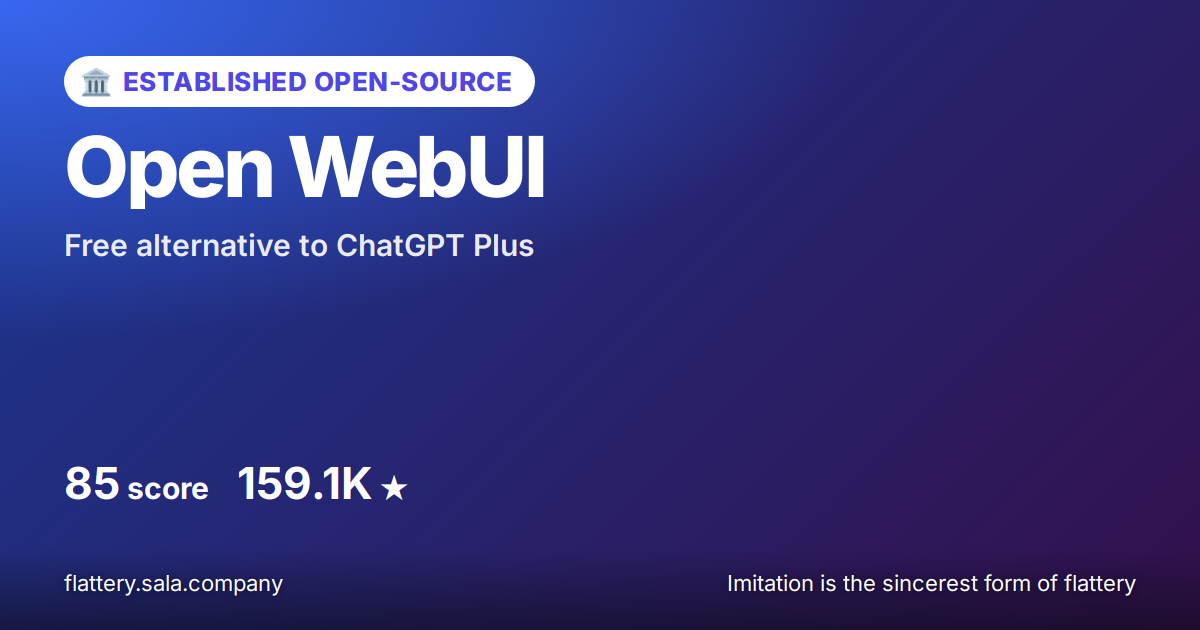 🏛️ ESTABLISHED OPEN-SOURCE
Open WebUI
Free alternative to ChatGPT Plus
85 score 159.1K ★
flattery.sala.company
Imitation is the sincerest form of flattery